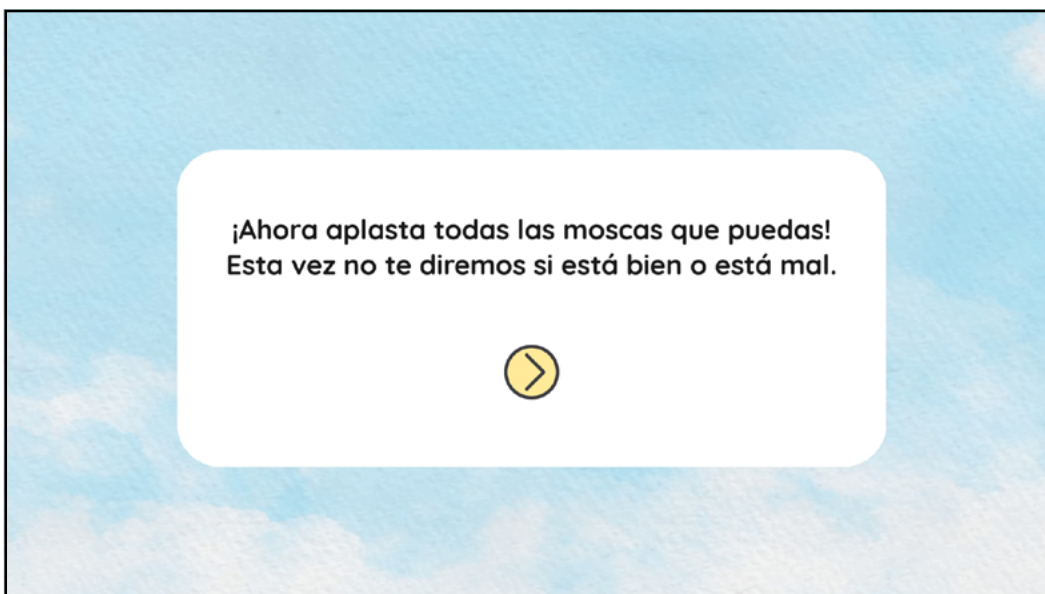 ¡Ahora aplasta todas las moscas que puedas!
Esta vez no te diremos si está bien o está mal.